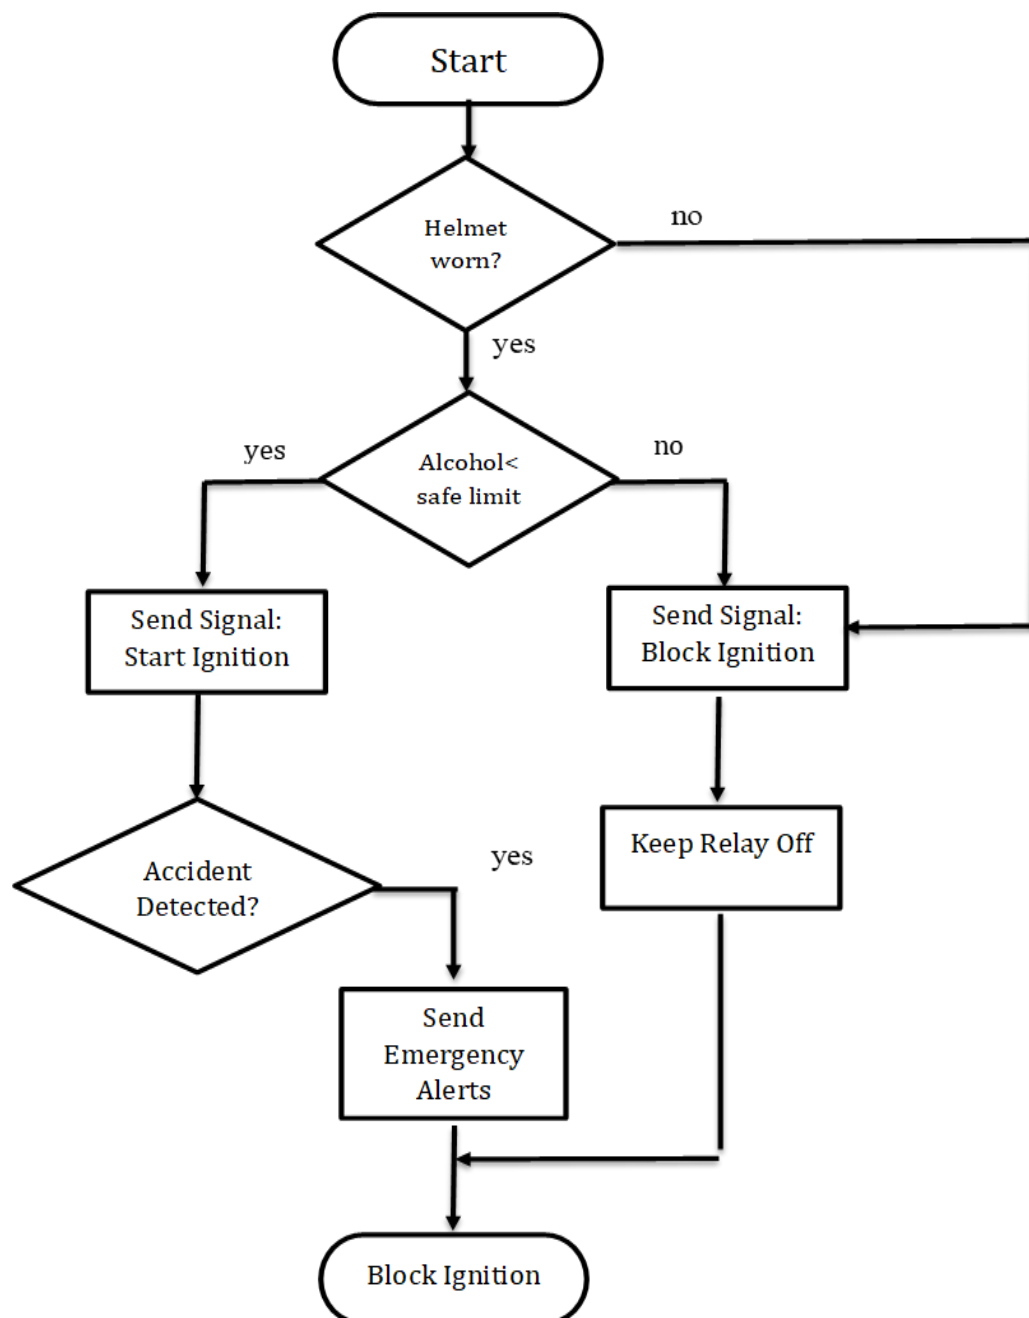 Start
Helmet
worn?
no
yes
Alcohol<
safe limit
yes
no
Send Signal:
Start Ignition
Send Signal:
Block Ignition
Accident
Detected?
yes
Keep Relay Off
Send
Emergency
Alerts
Block Ignition